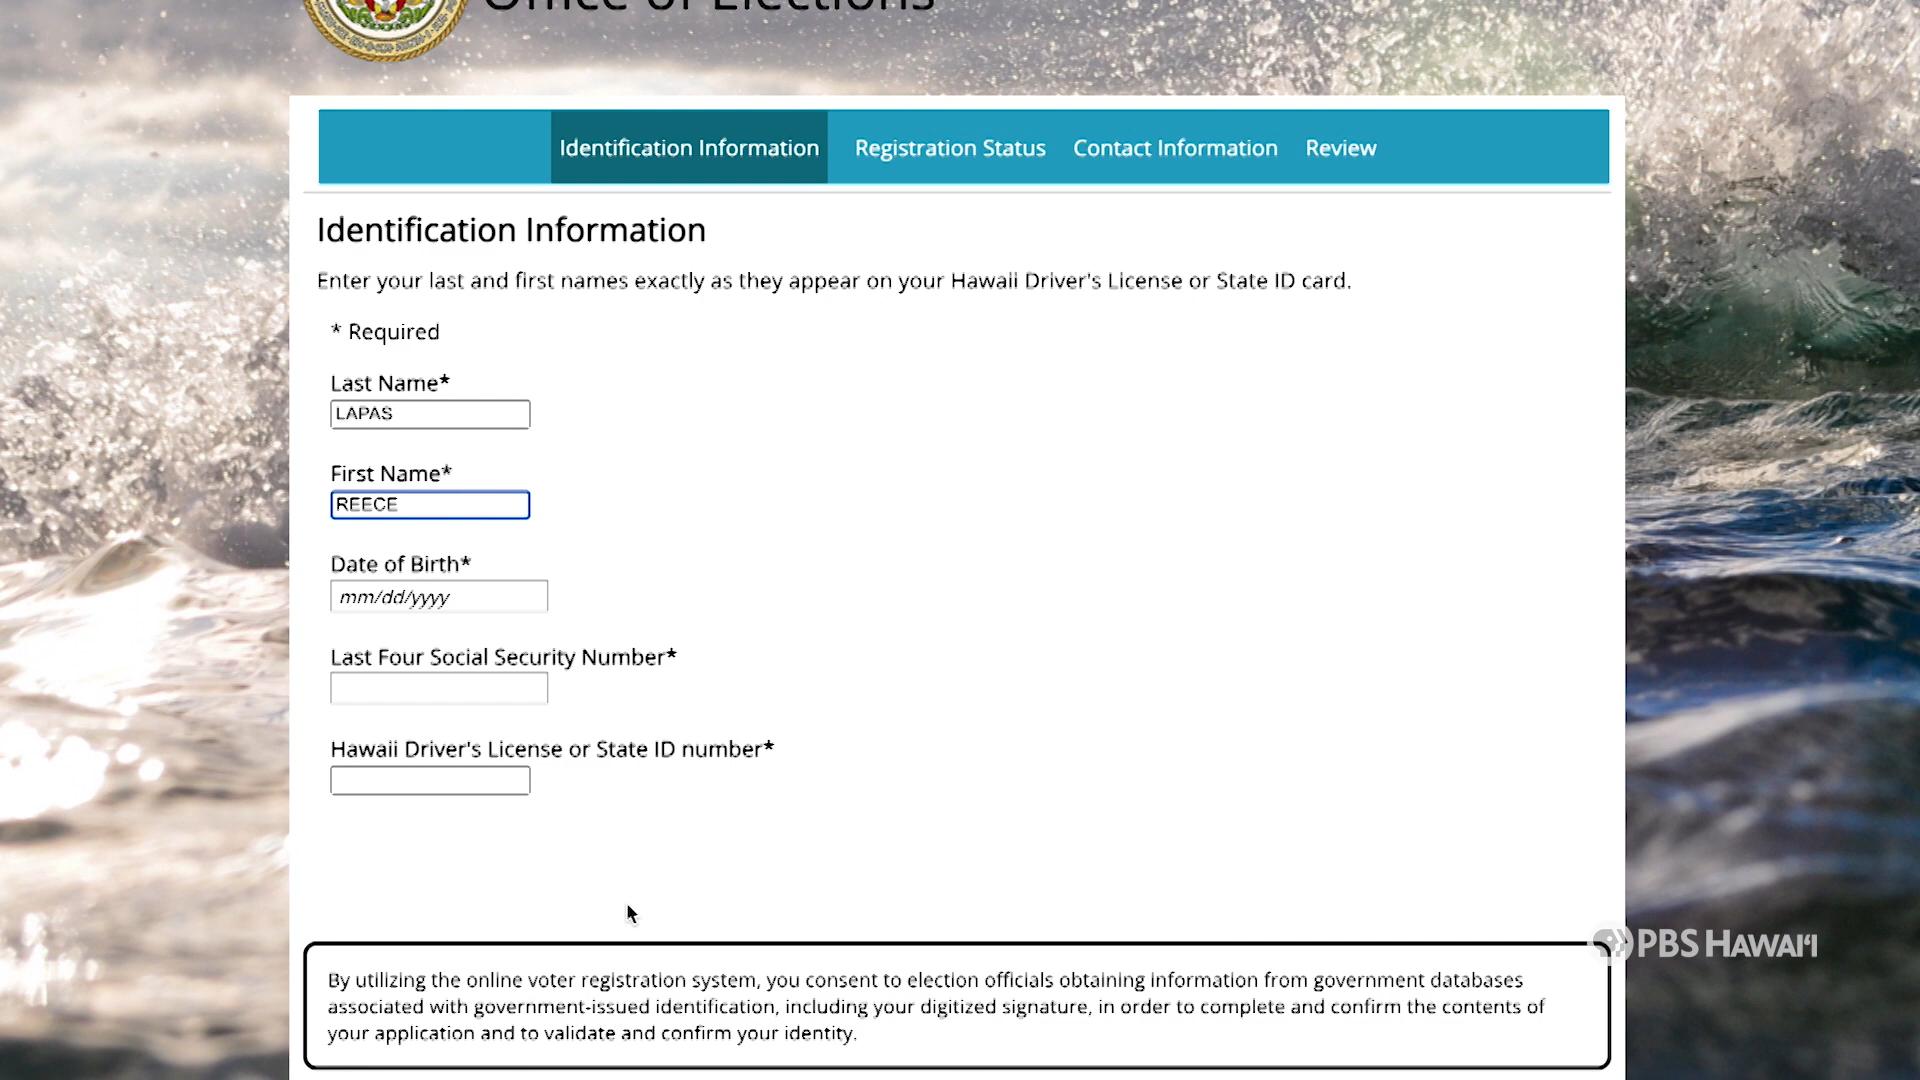 Office of Elections
Identification Information
Registration Status
Contact Information
Review
Identification Information
Enter your last and first names exactly as they appear on your Hawaii Driver's License or State ID card.
* Required
Last Name*
LAPAS
First Name*
REECE
Date of Birth*
mm/dd/yyyy
Last Four Social Security Number*
Hawaii Driver's License or State ID number*
PBS HAWAIʻI
By utilizing the online voter registration system, you consent to election officials obtaining information from government databases
associated with government-issued identification, including your digitized signature, in order to complete and confirm the contents of
your application and to validate and confirm your identity.